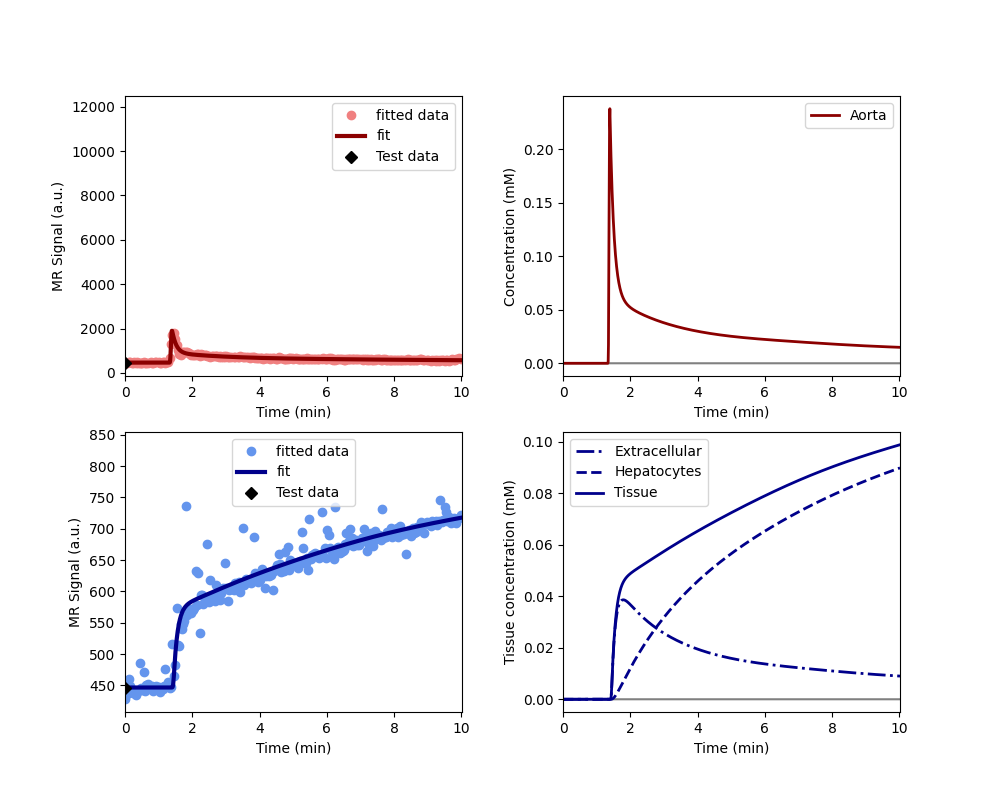 12000
10000
8000
6000
4000
2000
0
MR Signal (a.u.)
fitted data
fit
Test data
0 2 4 6 8 10
Time (min)
0.20
0.15
0.10
0.05
0.00
Concentration (mM)
Aorta
0 2 4 6 8 10
Time (min)
850
800
750
700
650
600
550
500
450
MR Signal (a.u.)
fitted data
fit
Test data
0 2 4 6 8 10
Time (min)
0.10
0.08
0.06
0.04
0.02
0.00
Tissue concentration (mM)
Extracellular
Hepatocytes
Tissue
0 2 4 6 8 10
Time (min)